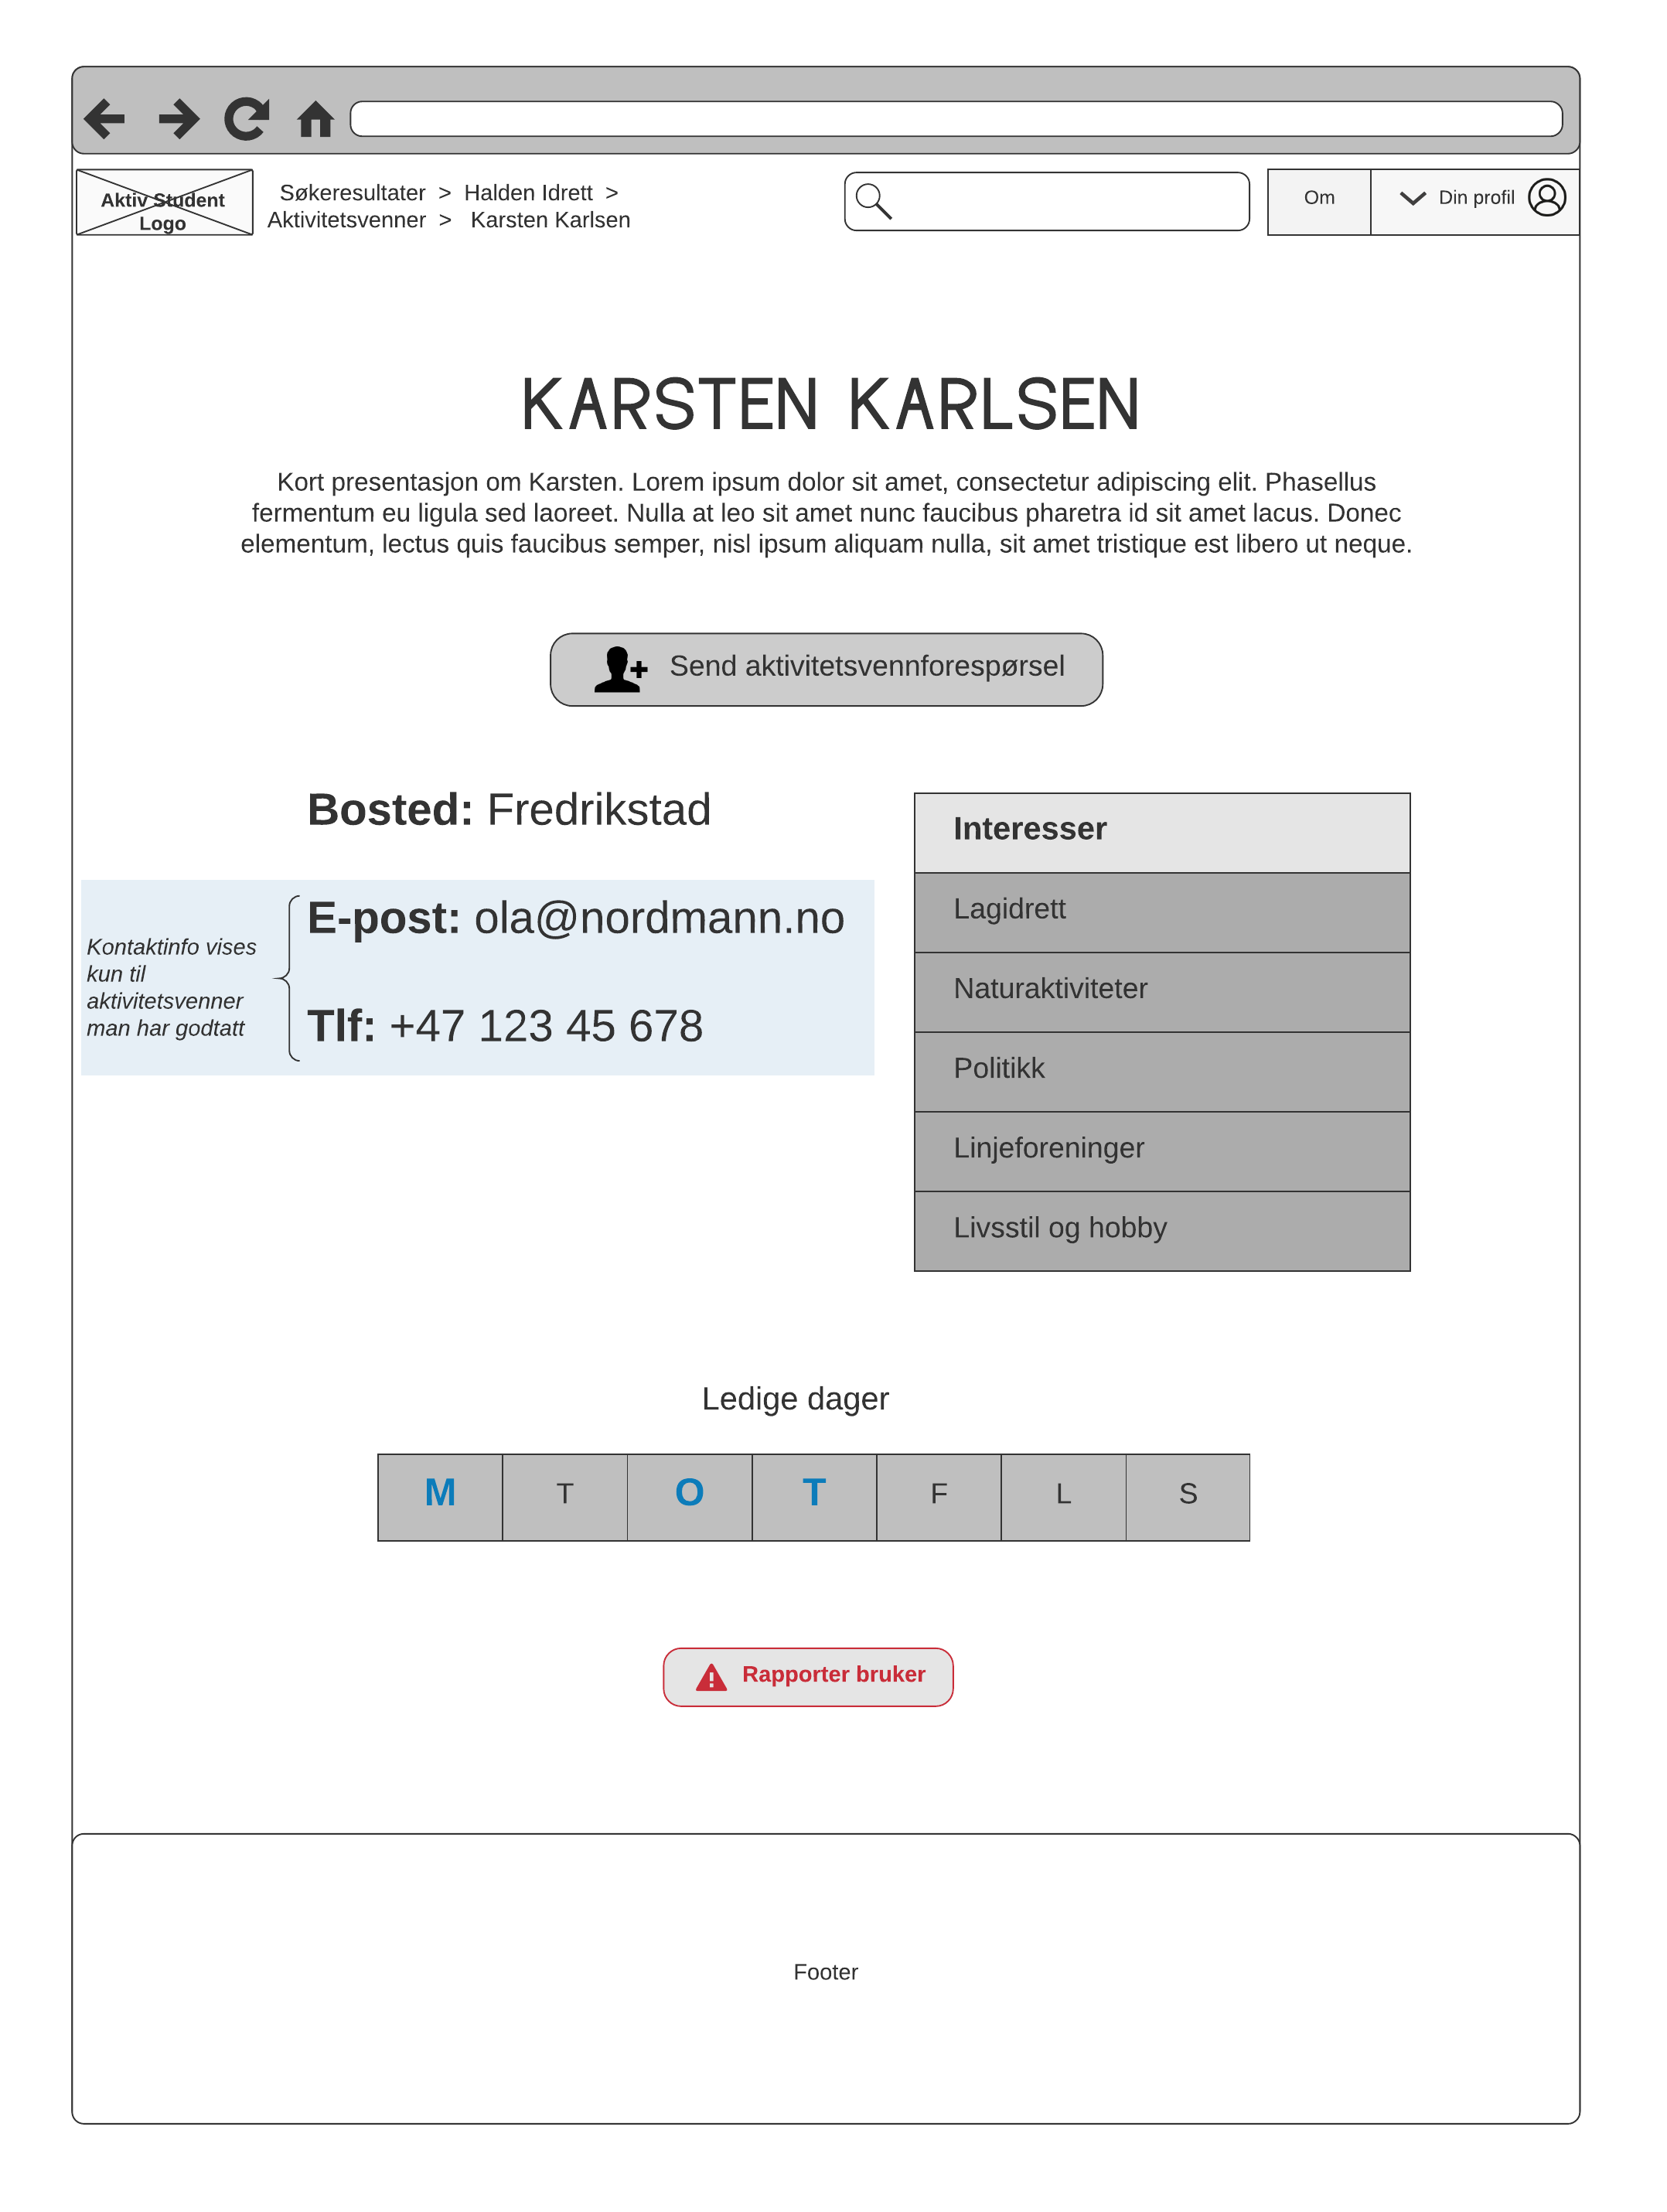 Aktiv Student
Logo
Søkeresultater > Halden Idrett >
Aktivitetsvenner > Karsten Karlsen
Om
Din profil
KARSTEN KARLSEN
Kort presentasjon om Karsten. Lorem ipsum dolor sit amet, consectetur adipiscing elit. Phasellus
fermentum eu ligula sed laoreet. Nulla at leo sit amet nunc faucibus pharetra id sit amet lacus. Donec
elementum, lectus quis faucibus semper, nisl ipsum aliquam nulla, sit amet tristique est libero ut neque.
Send aktivitetsvennforespørsel
Bosted: Fredrikstad
Kontaktinfo vises
kun til
aktivitetsvenner
man har godtatt
E-post: ola@nordmann.no
Tlf: +47 123 45 678
Interesser
Lagidrett
Naturaktiviteter
Politikk
Linjeforeninger
Livsstil og hobby
Ledige dager
M T O T F L S
Rapporter bruker
Footer